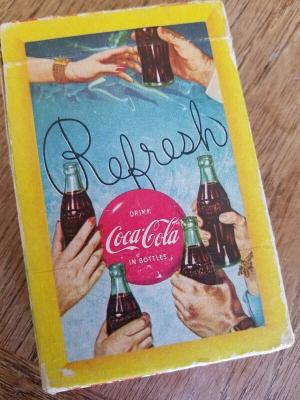 Refresh
DRINK
Coca-Cola
IN BOTTLES